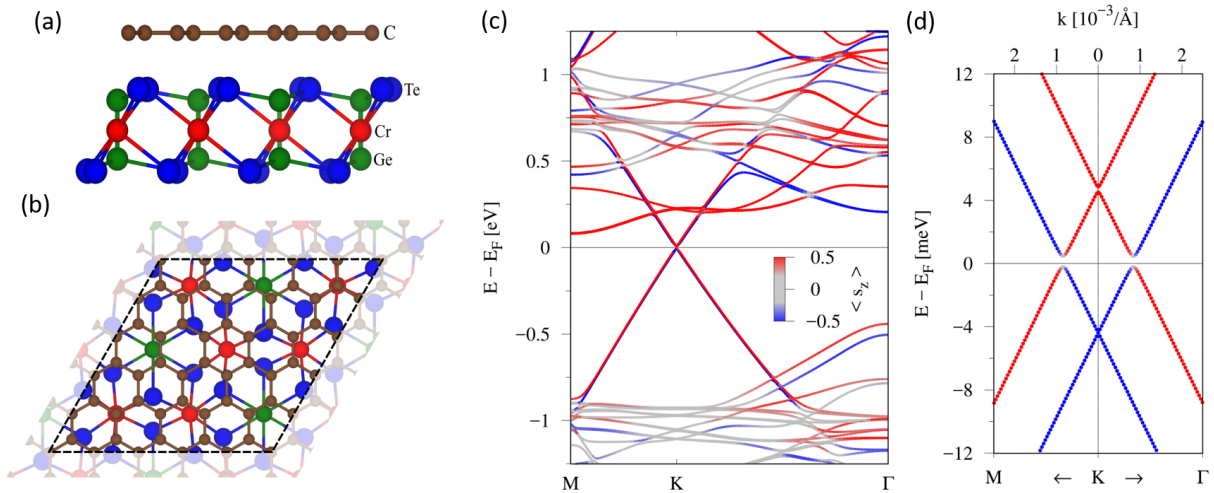 (a)
C
Te
Cr
Ge
(b)
(c)
E − E_F [eV]
1
0.5
0
−0.5
−1
0.5
0
−0.5
< s_z >
M
K
Γ
(d)
k [10⁻³/Å]
2
1
0
1
2
E − E_F [meV]
12
8
4
0
−4
−8
−12
M
←
K
→
Γ